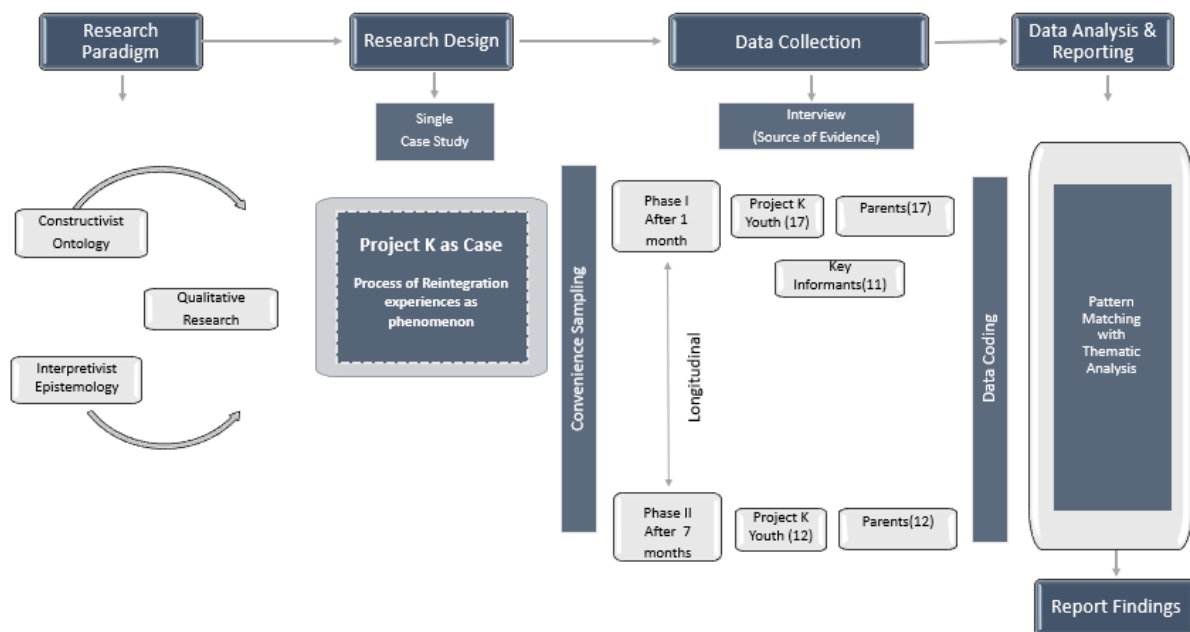 Research
Paradigm
Research Design
Data Collection
Data Analysis &
Reporting
Single
Case Study
Interview
(Source of Evidence)
Constructivist
Ontology
Qualitative
Research
Interpretivist
Epistemology
Project K as Case
Process of Reintegration
experiences as
phenomenon
Convenience Sampling
Phase I
After 1
month
Project K
Youth (17)
Parents(17)
Key
Informants(11)
Longitudinal
Phase II
After 7
months
Project K
Youth (12)
Parents(12)
Data Coding
Pattern
Matching
with
Thematic
Analysis
Report Findings